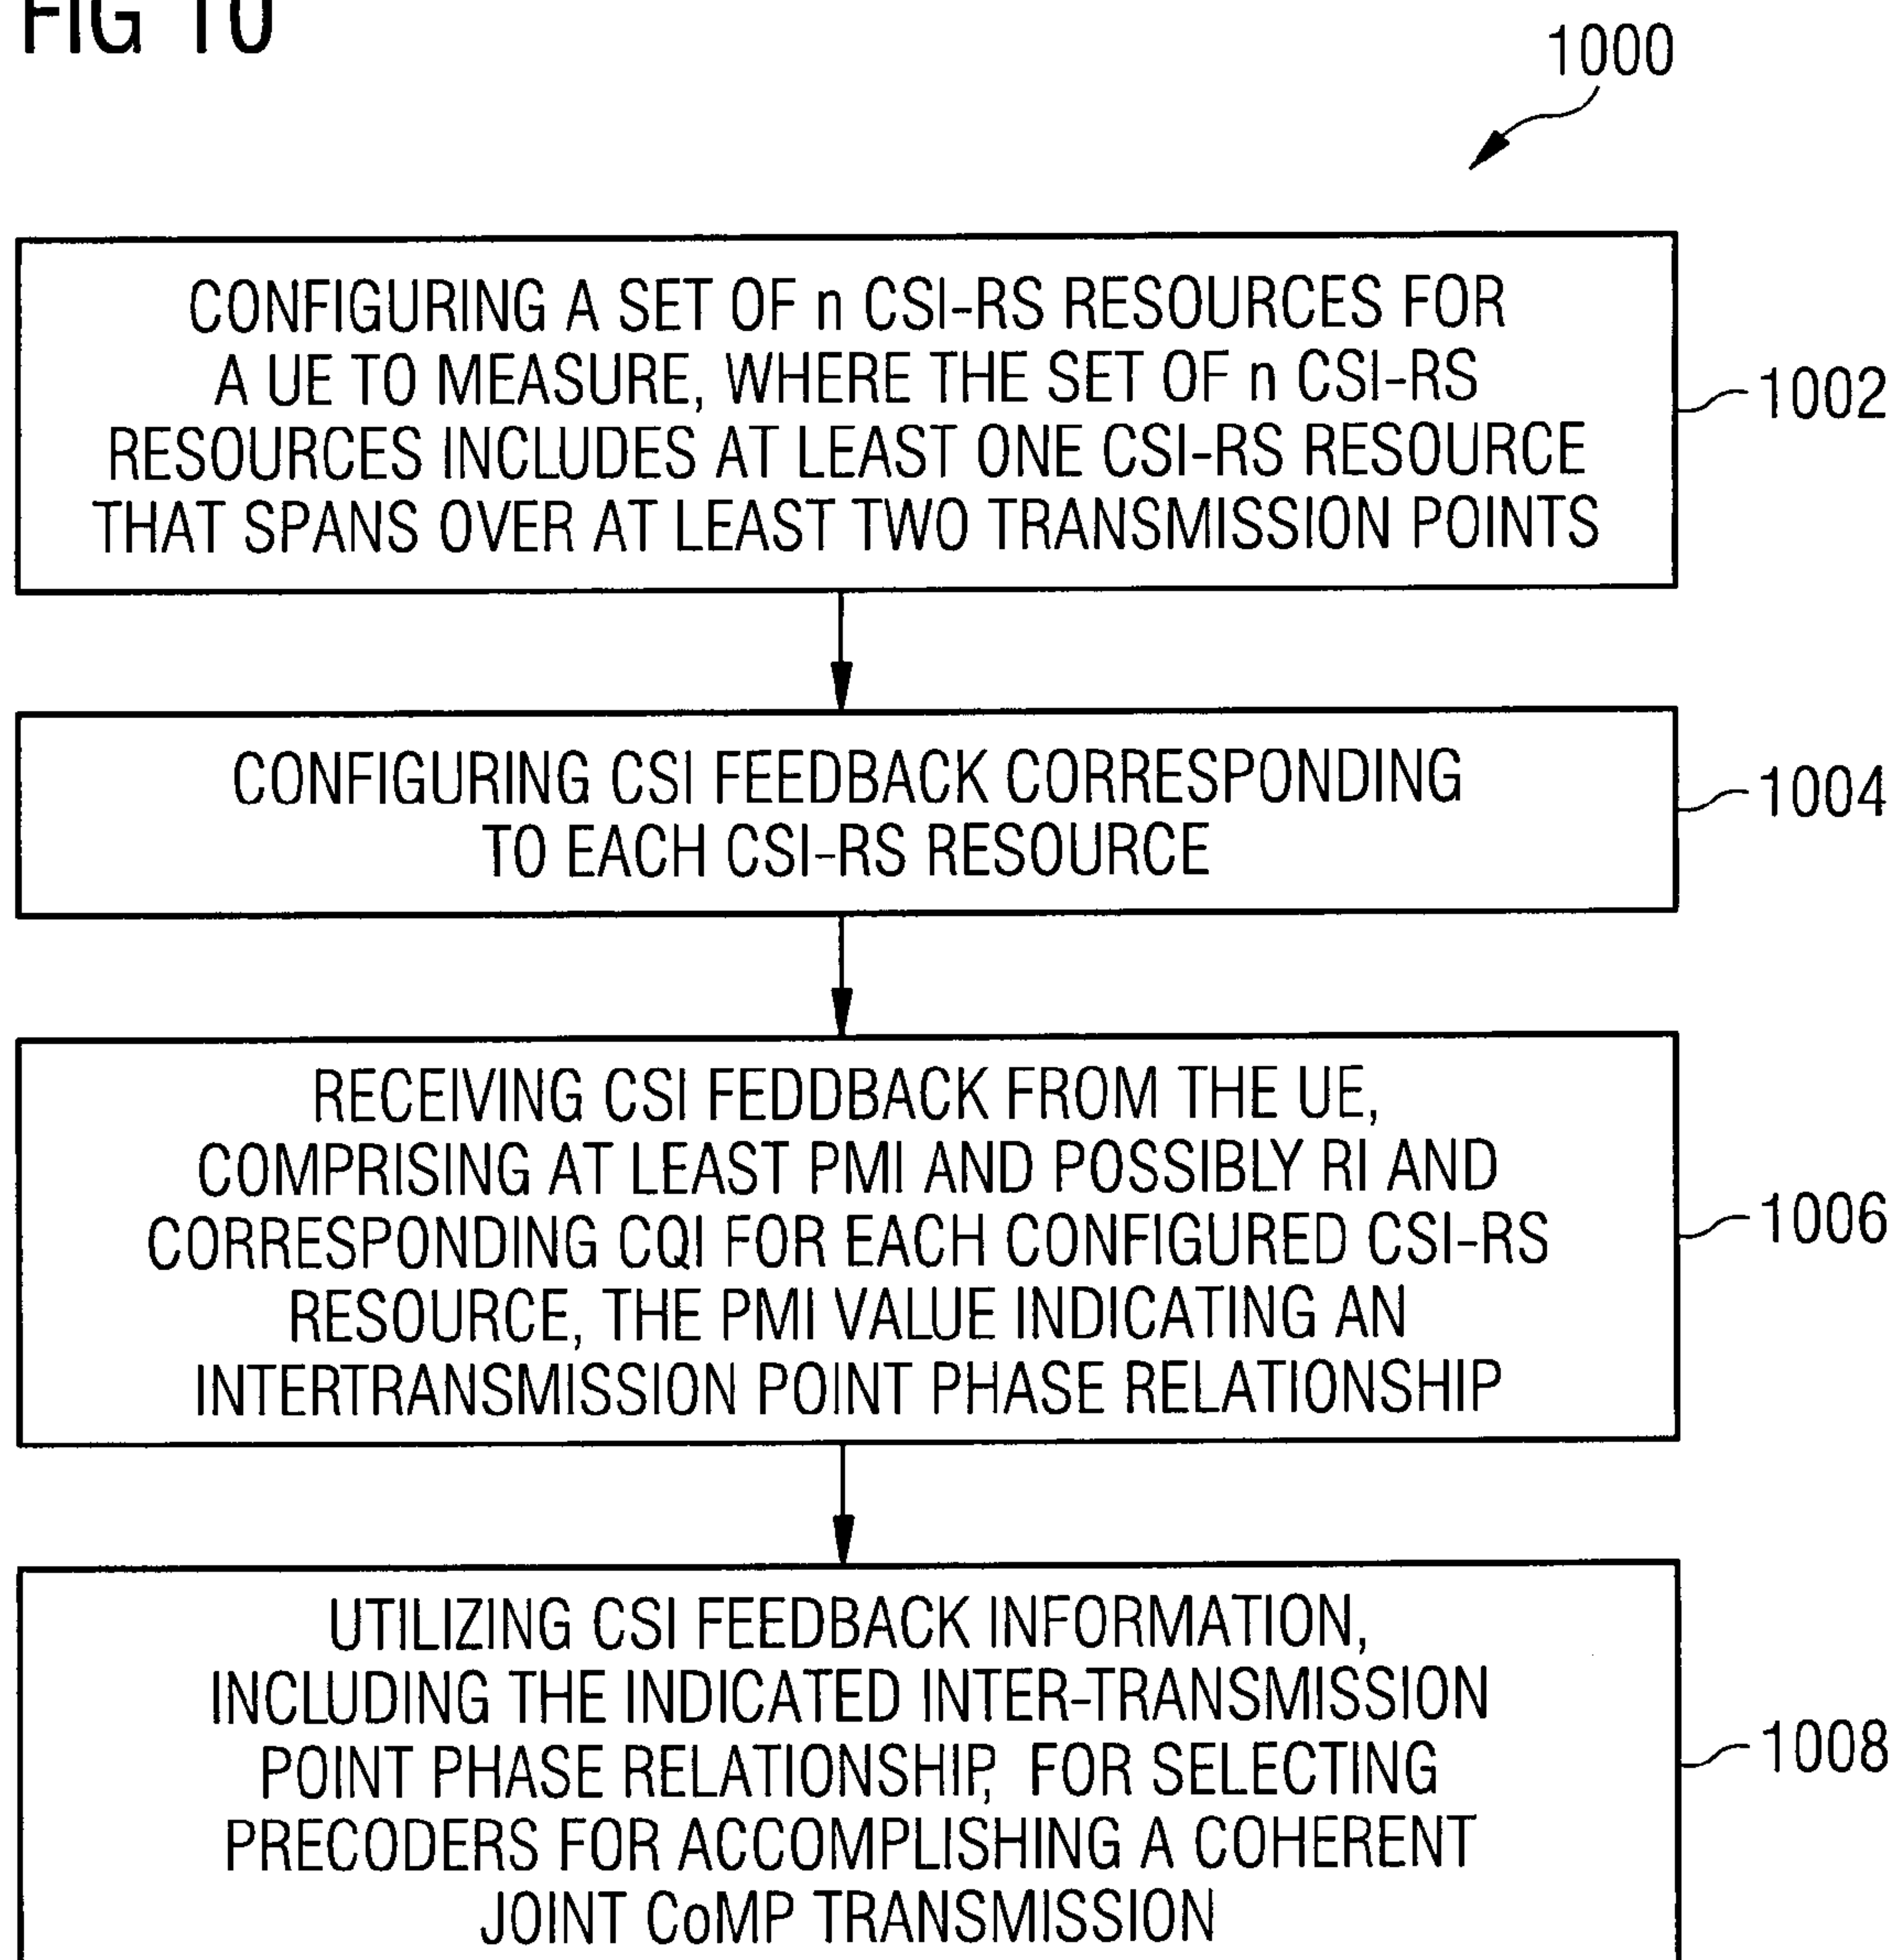 FIG 10
1000
CONFIGURING A SET OF n CSI-RS RESOURCES FOR
A UE TO MEASURE, WHERE THE SET OF n CSI-RS
RESOURCES INCLUDES AT LEAST ONE CSI-RS RESOURCE
THAT SPANS OVER AT LEAST TWO TRANSMISSION POINTS
1002
CONFIGURING CSI FEEDBACK CORRESPONDING
TO EACH CSI-RS RESOURCE
1004
RECEIVING CSI FEDDBACK FROM THE UE,
COMPRISING AT LEAST PMI AND POSSIBLY RI AND
CORRESPONDING CQI FOR EACH CONFIGURED CSI-RS
RESOURCE, THE PMI VALUE INDICATING AN
INTERTRANSMISSION POINT PHASE RELATIONSHIP
1006
UTILIZING CSI FEEDBACK INFORMATION,
INCLUDING THE INDICATED INTER-TRANSMISSION
POINT PHASE RELATIONSHIP, FOR SELECTING
PRECODERS FOR ACCOMPLISHING A COHERENT
JOINT CoMP TRANSMISSION
1008